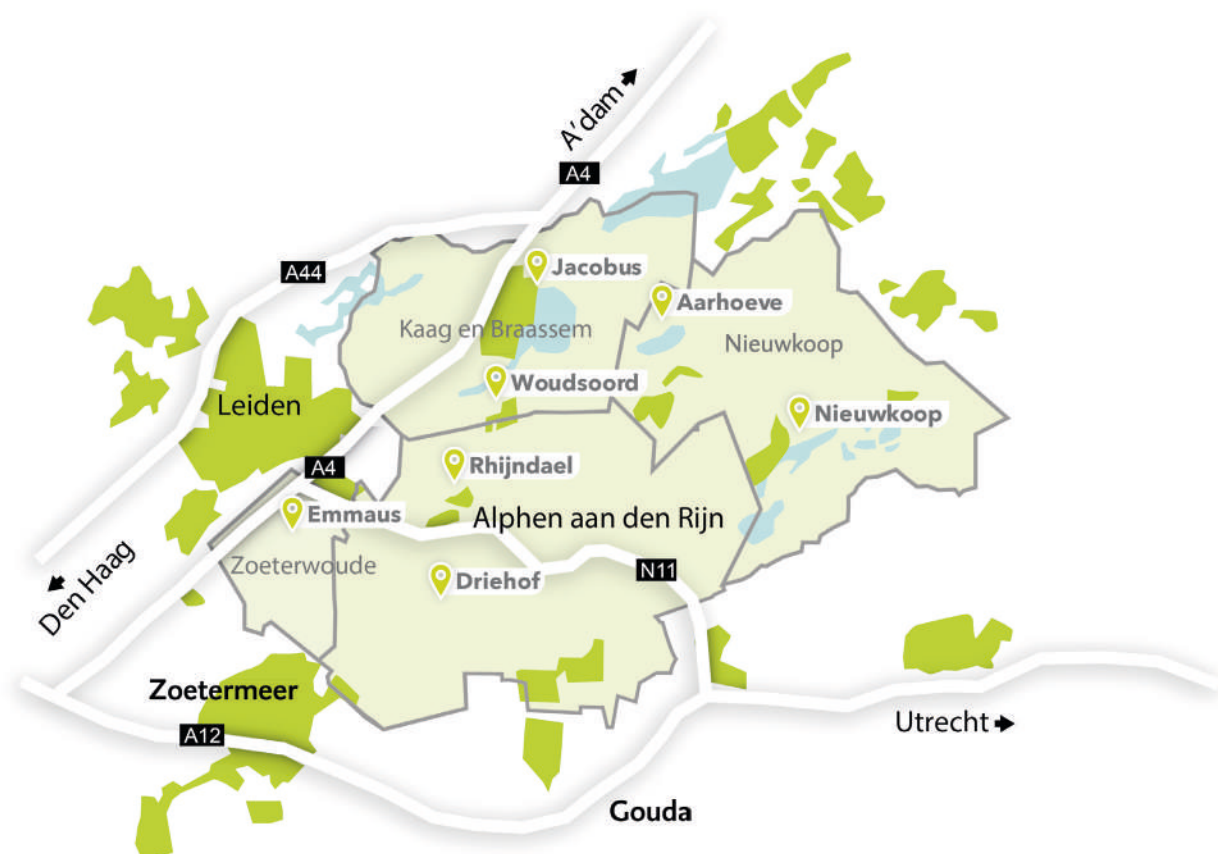 A'dam
A4
A44
Jacobus
Aarhoeve
Kaag en Braassem
Nieuwkoop
Woudsoord
Leiden
Nieuwkoop
A4
Rhijndael
Emmaus
Alphen aan den Rijn
Zoeterwoude
Driehof
N11
Den Haag
Zoetermeer
Utrecht
A12
Gouda